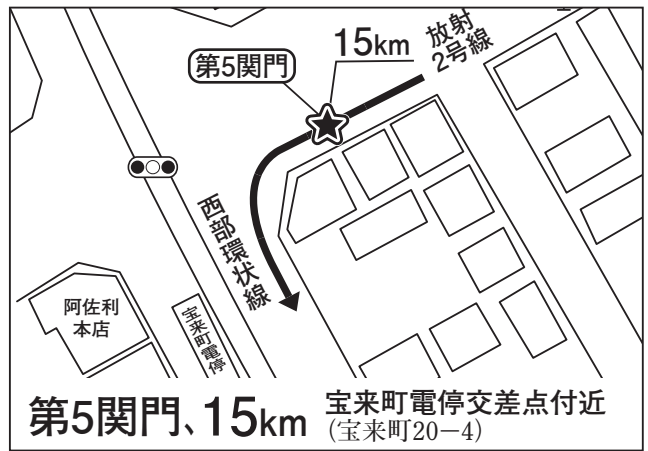 15km
放射
2号線
第5関門
西部環状線
阿佐利
本店
宝来町電停
第5関門、15km
宝来町電停交差点付近
(宝来町20−4)